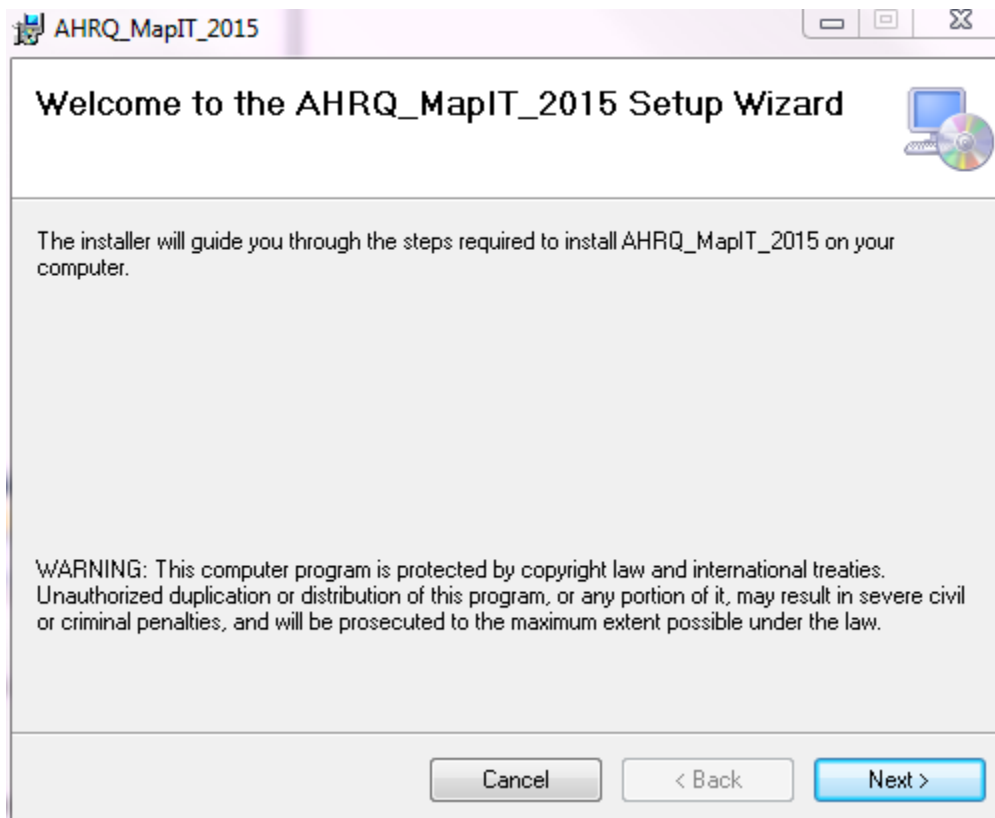 AHRQ_MapIT_2015
Welcome to the AHRQ_MapIT_2015 Setup Wizard
The installer will guide you through the steps required to install AHRQ_MapIT_2015 on your
computer.
WARNING: This computer program is protected by copyright law and international treaties.
Unauthorized duplication or distribution of this program, or any portion of it, may result in severe civil
or criminal penalties, and will be prosecuted to the maximum extent possible under the law.
Cancel
< Back
Next >